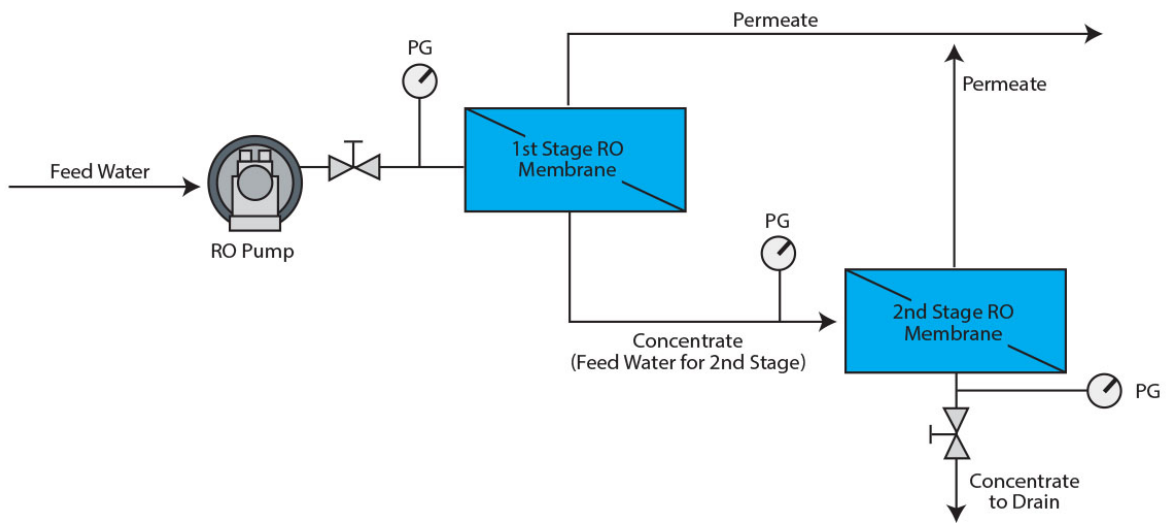 Permeate
PG
Permeate
Feed Water
1st Stage RO
Membrane
RO Pump
PG
2nd Stage RO
Membrane
Concentrate
(Feed Water for 2nd Stage)
PG
Concentrate
to Drain